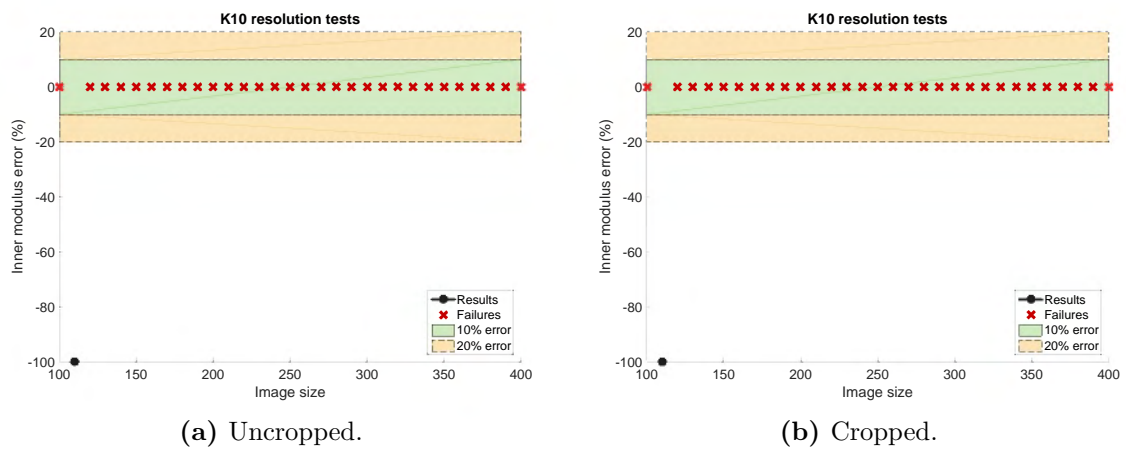 K10 resolution tests
20
0
-20
-40
-60
-80
-100
Inner modulus error (%)
100 150 200 250 300 350 400
Image size
Results
Failures
10% error
20% error
(a) Uncropped.
K10 resolution tests
20
0
-20
-40
-60
-80
-100
Inner modulus error (%)
100 150 200 250 300 350 400
Image size
Results
Failures
10% error
20% error
(b) Cropped.